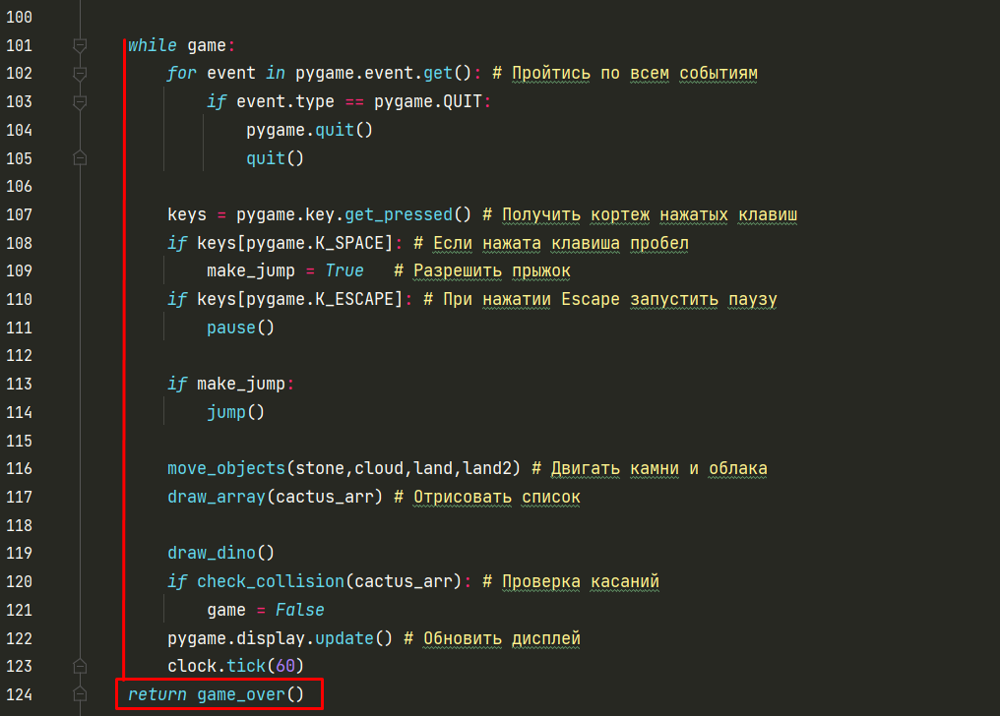 100
101 while game:
102 for event in pygame.event.get(): # Пройтись по всем событиям
103 if event.type == pygame.QUIT:
104 pygame.quit()
105 quit()
106
107 keys = pygame.key.get_pressed() # Получить кортеж нажатых клавиш
108 if keys[pygame.K_SPACE]: # Если нажата клавиша пробел
109 make_jump = True # Разрешить прыжок
110 if keys[pygame.K_ESCAPE]: # При нажатии Escape запустить паузу
111 pause()
112
113 if make_jump:
114 jump()
115
116 move_objects(stone,cloud,land,land2) # Двигать камни и облака
117 draw_array(cactus_arr) # Отрисовать список
118
119 draw_dino()
120 if check_collision(cactus_arr): # Проверка касаний
121 game = False
122 pygame.display.update() # Обновить дисплей
123 clock.tick(60)
124 return game_over()